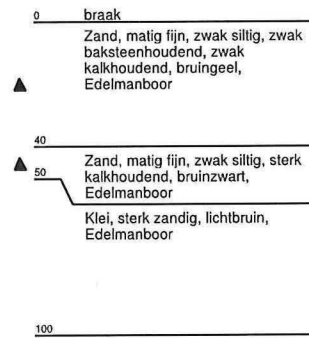 0 braak
Zand, matig fijn, zwak siltig, zwak
baksteenhoudend, zwak
kalkhoudend, bruingeel,
Edelmanboor
40
Zand, matig fijn, zwak siltig, sterk
50 kalkhoudend, bruinzwart,
Edelmanboor
Klei, sterk zandig, lichtbruin,
Edelmanboor
100